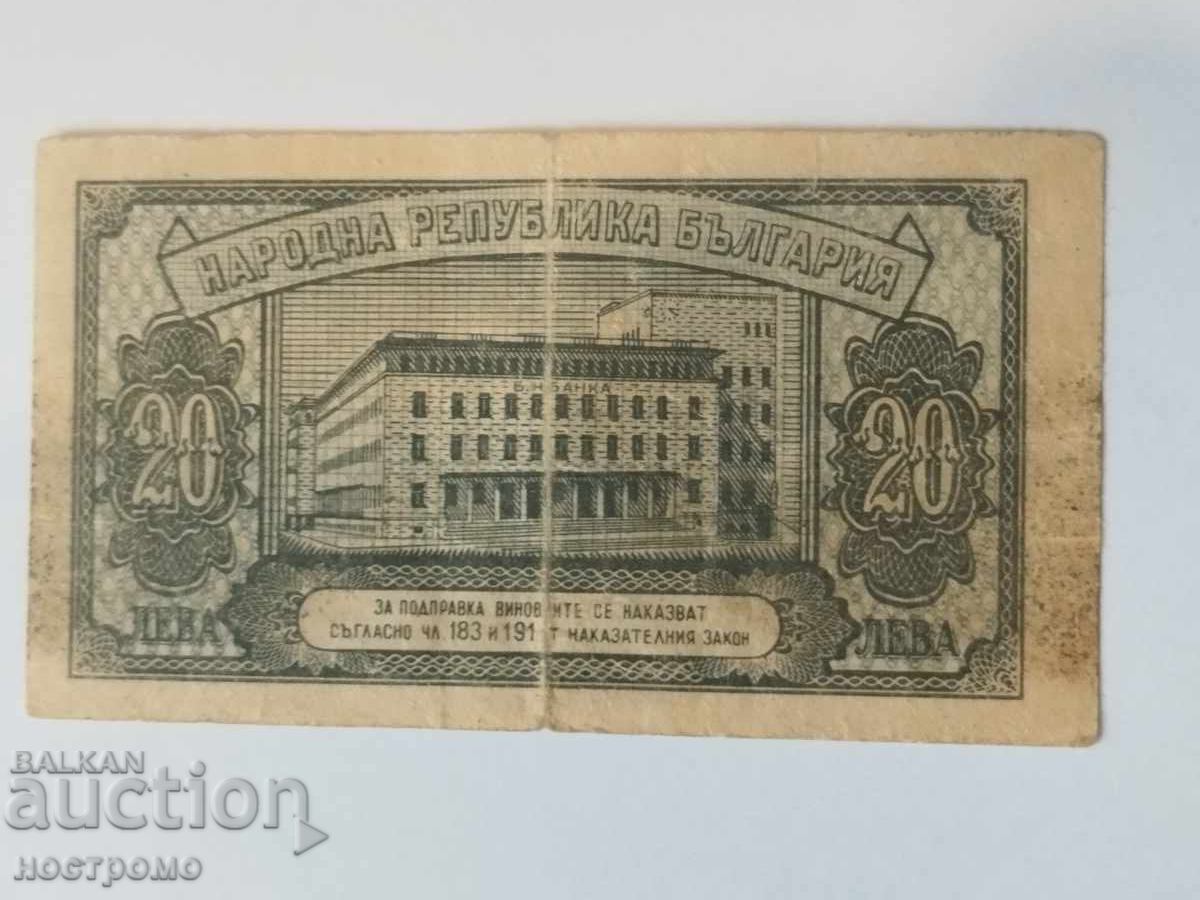 НАРОДНА РЕПУБЛИКА БЪЛГАРИЯ
Б.Н.БАНКА
20 20
ЛЕВА ЛЕВА
ЗА ПОДПРАВКА ВИНОВНИТЕ СЕ НАКАЗВАТ
СЪГЛАСНО ЧЛ. 183 И 191 Т НАКАЗАТЕЛНИЯ ЗАКОН
BALKAN
auction
ностромо